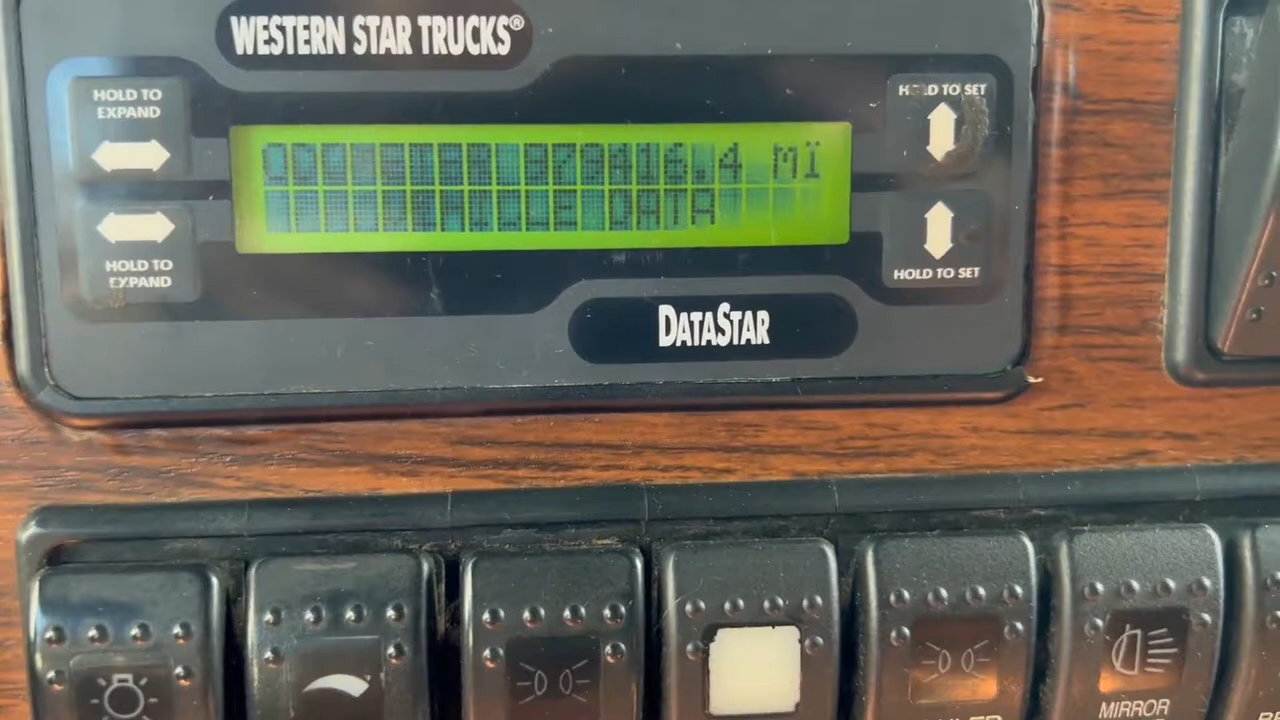 WESTERN STAR TRUCKS®
HOLD TO
EXPAND
HOLD TO SET
.4 mi
DATA
HOLD TO
EXPAND
HOLD TO SET
DATASTAR
MIRROR